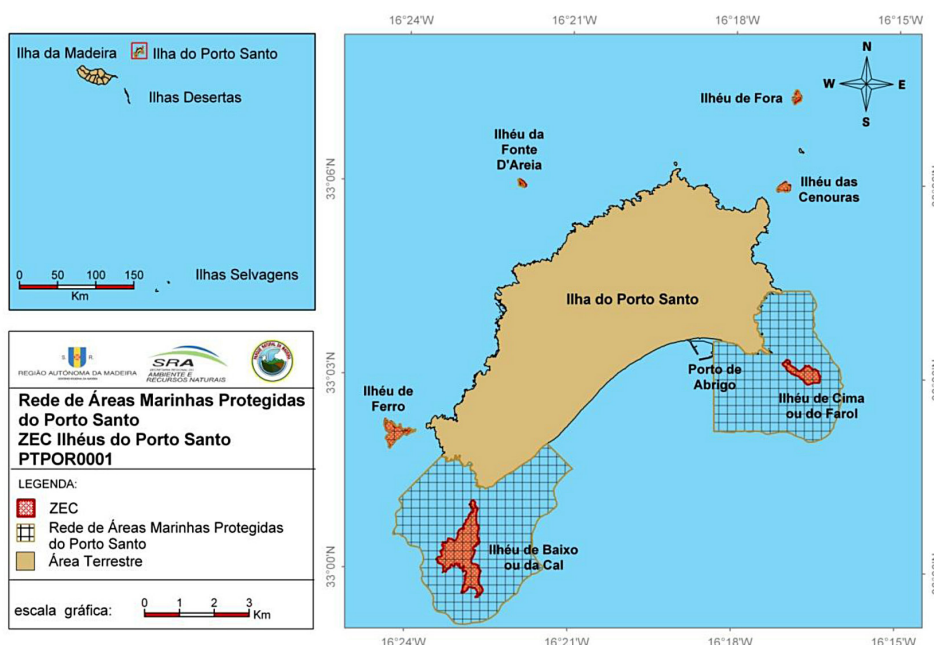 16°24'W
16°21'W
16°18'W
16°15'W
Ilha da Madeira
Ilha do Porto Santo
Ilhas Desertas
0 50 100 150
Km
Ilhas Selvagens
S R
REGIÃO AUTÓNOMA DA MADEIRA
SRA
AMBIENTE E
RECURSOS NATURAIS
Rede de Áreas Marinhas Protegidas
do Porto Santo
ZEC Ilhéus do Porto Santo
PTPOR0001
LEGENDA:
ZEC
Rede de Áreas Marinhas Protegidas
do Porto Santo
Área Terrestre
escala gráfica:
0 1 2 3
Km
N
W E
S
Ilhéu de Fora
Ilhéu da
Fonte
D'Areia
Ilhéu das
Cenouras
33°06'N
Ilha do Porto Santo
33°03'N
Porto de
Abrigo
Ilhéu de
Ferro
Ilhéu de Cima
ou do Farol
Ilhéu de Baixo
ou da Cal
33°00'N
16°24'W
16°21'W
16°18'W
16°15'W